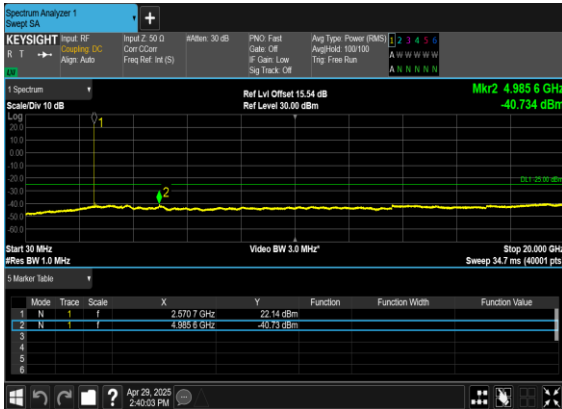 Spectrum Analyzer 1
Swept SA
+
KEYSIGHT Input: RF Input Z: 50 Ω #Atten: 30 dB PNO: Fast Avg Type: Power (RMS) 1 2 3 4 5 6
R T Coupling: DC Corr CCorr Gate: Off Avg|Hold: 100/100 A W W W W W
Align: Auto Freq Ref: Int (S) IF Gain: Low Trig: Free Run
LXI Sig Track: Off A N N N N N
1 Spectrum Ref Lvl Offset 15.54 dB Mkr2 4.985 6 GHz
Scale/Div 10 dB Ref Level 30.00 dBm -40.734 dBm
Log
20.0
10.0
0.00
-10.0
-20.0
-30.0
-40.0
-50.0
-60.0
1
2
DL1 -25.00 dBm
Start 30 MHz Video BW 3.0 MHz* Stop 20.000 GHz
#Res BW 1.0 MHz Sweep 34.7 ms (40001 pts)
5 Marker Table
Mode Trace Scale X Y Function Function Width Function Value
1 N 1 f 2.570 7 GHz 22.14 dBm
2 N 1 f 4.985 6 GHz -40.73 dBm
3
4
5
6
? Apr 29, 2025
2:40:03 PM